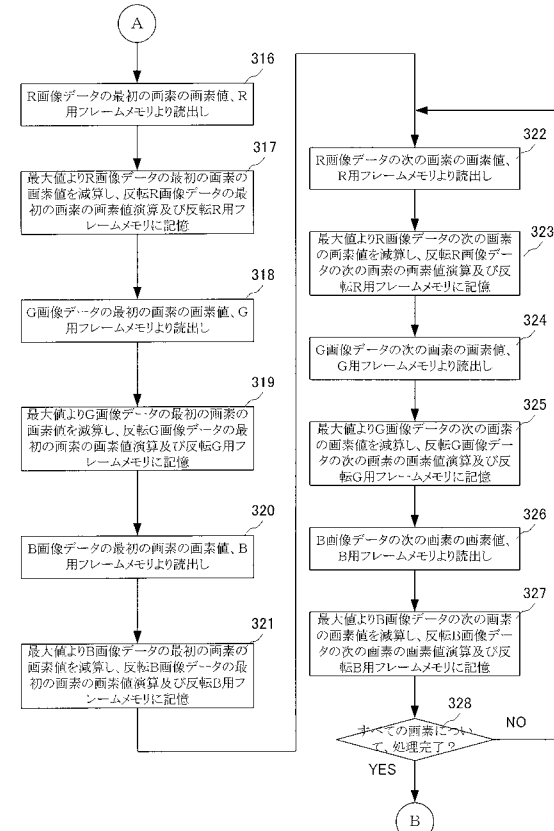 A
316
R画像データの最初の画素の画素値、R
用フレームメモリより読出し
317
最大値よりR画像データの最初の画素の
画素値を減算し、反転R画像データの最
初の画素の画素値演算及び反転R用フ
レームメモリに記憶
318
G画像データの最初の画素の画素値、G
用フレームメモリより読出し
319
最大値よりG画像データの最初の画素の
画素値を減算し、反転G画像データの最
初の画素の画素値演算及び反転G用フ
レームメモリに記憶
320
B画像データの最初の画素の画素値、B
用フレームメモリより読出し
321
最大値よりB画像データの最初の画素の
画素値を減算し、反転B画像データの最
初の画素の画素値演算及び反転B用フ
レームメモリに記憶
322
R画像データの次の画素の画素値、
R用フレームメモリより読出し
323
最大値よりR画像データの次の画素
の画素値を減算し、反転R画像デー
タの次の画素の画素値演算及び反
転R用フレームメモリに記憶
324
G画像データの次の画素の画素値、
G用フレームメモリより読出し
325
最大値よりG画像データの次の画素
の画素値を減算し、反転G画像デー
タの次の画素の画素値演算及び反
転G用フレームメモリに記憶
326
B画像データの次の画素の画素値、
B用フレームメモリより読出し
327
最大値よりB画像データの次の画素
の画素値を減算し、反転B画像デー
タの次の画素の画素値演算及び反
転B用フレームメモリに記憶
328
すべての画素につい
て、処理完了？
NO
YES
B